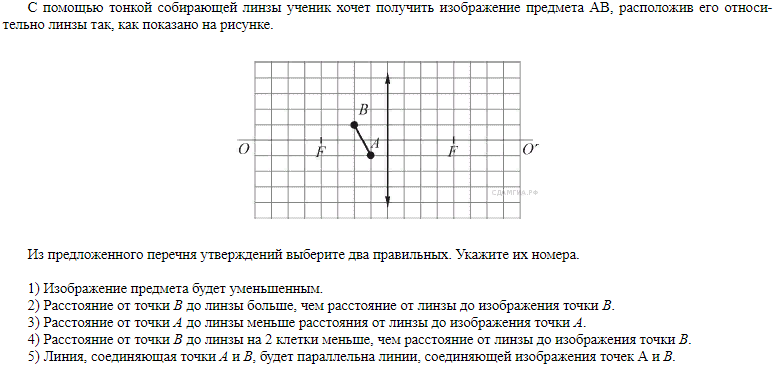 С помощью тонкой собирающей линзы ученик хочет получить изображение предмета АВ, расположив его относи-
тельно линзы так, как показано на рисунке.
B
A
O F F O′
СДАМГИА.РФ
Из предложенного перечня утверждений выберите два правильных. Укажите их номера.
1) Изображение предмета будет уменьшенным.
2) Расстояние от точки B до линзы больше, чем расстояние от линзы до изображения точки B.
3) Расстояние от точки A до линзы меньше расстояния от линзы до изображения точки A.
4) Расстояние от точки B до линзы на 2 клетки меньше, чем расстояние от линзы до изображения точки B.
5) Линия, соединяющая точки A и B, будет параллельна линии, соединяющей изображения точек А и B.